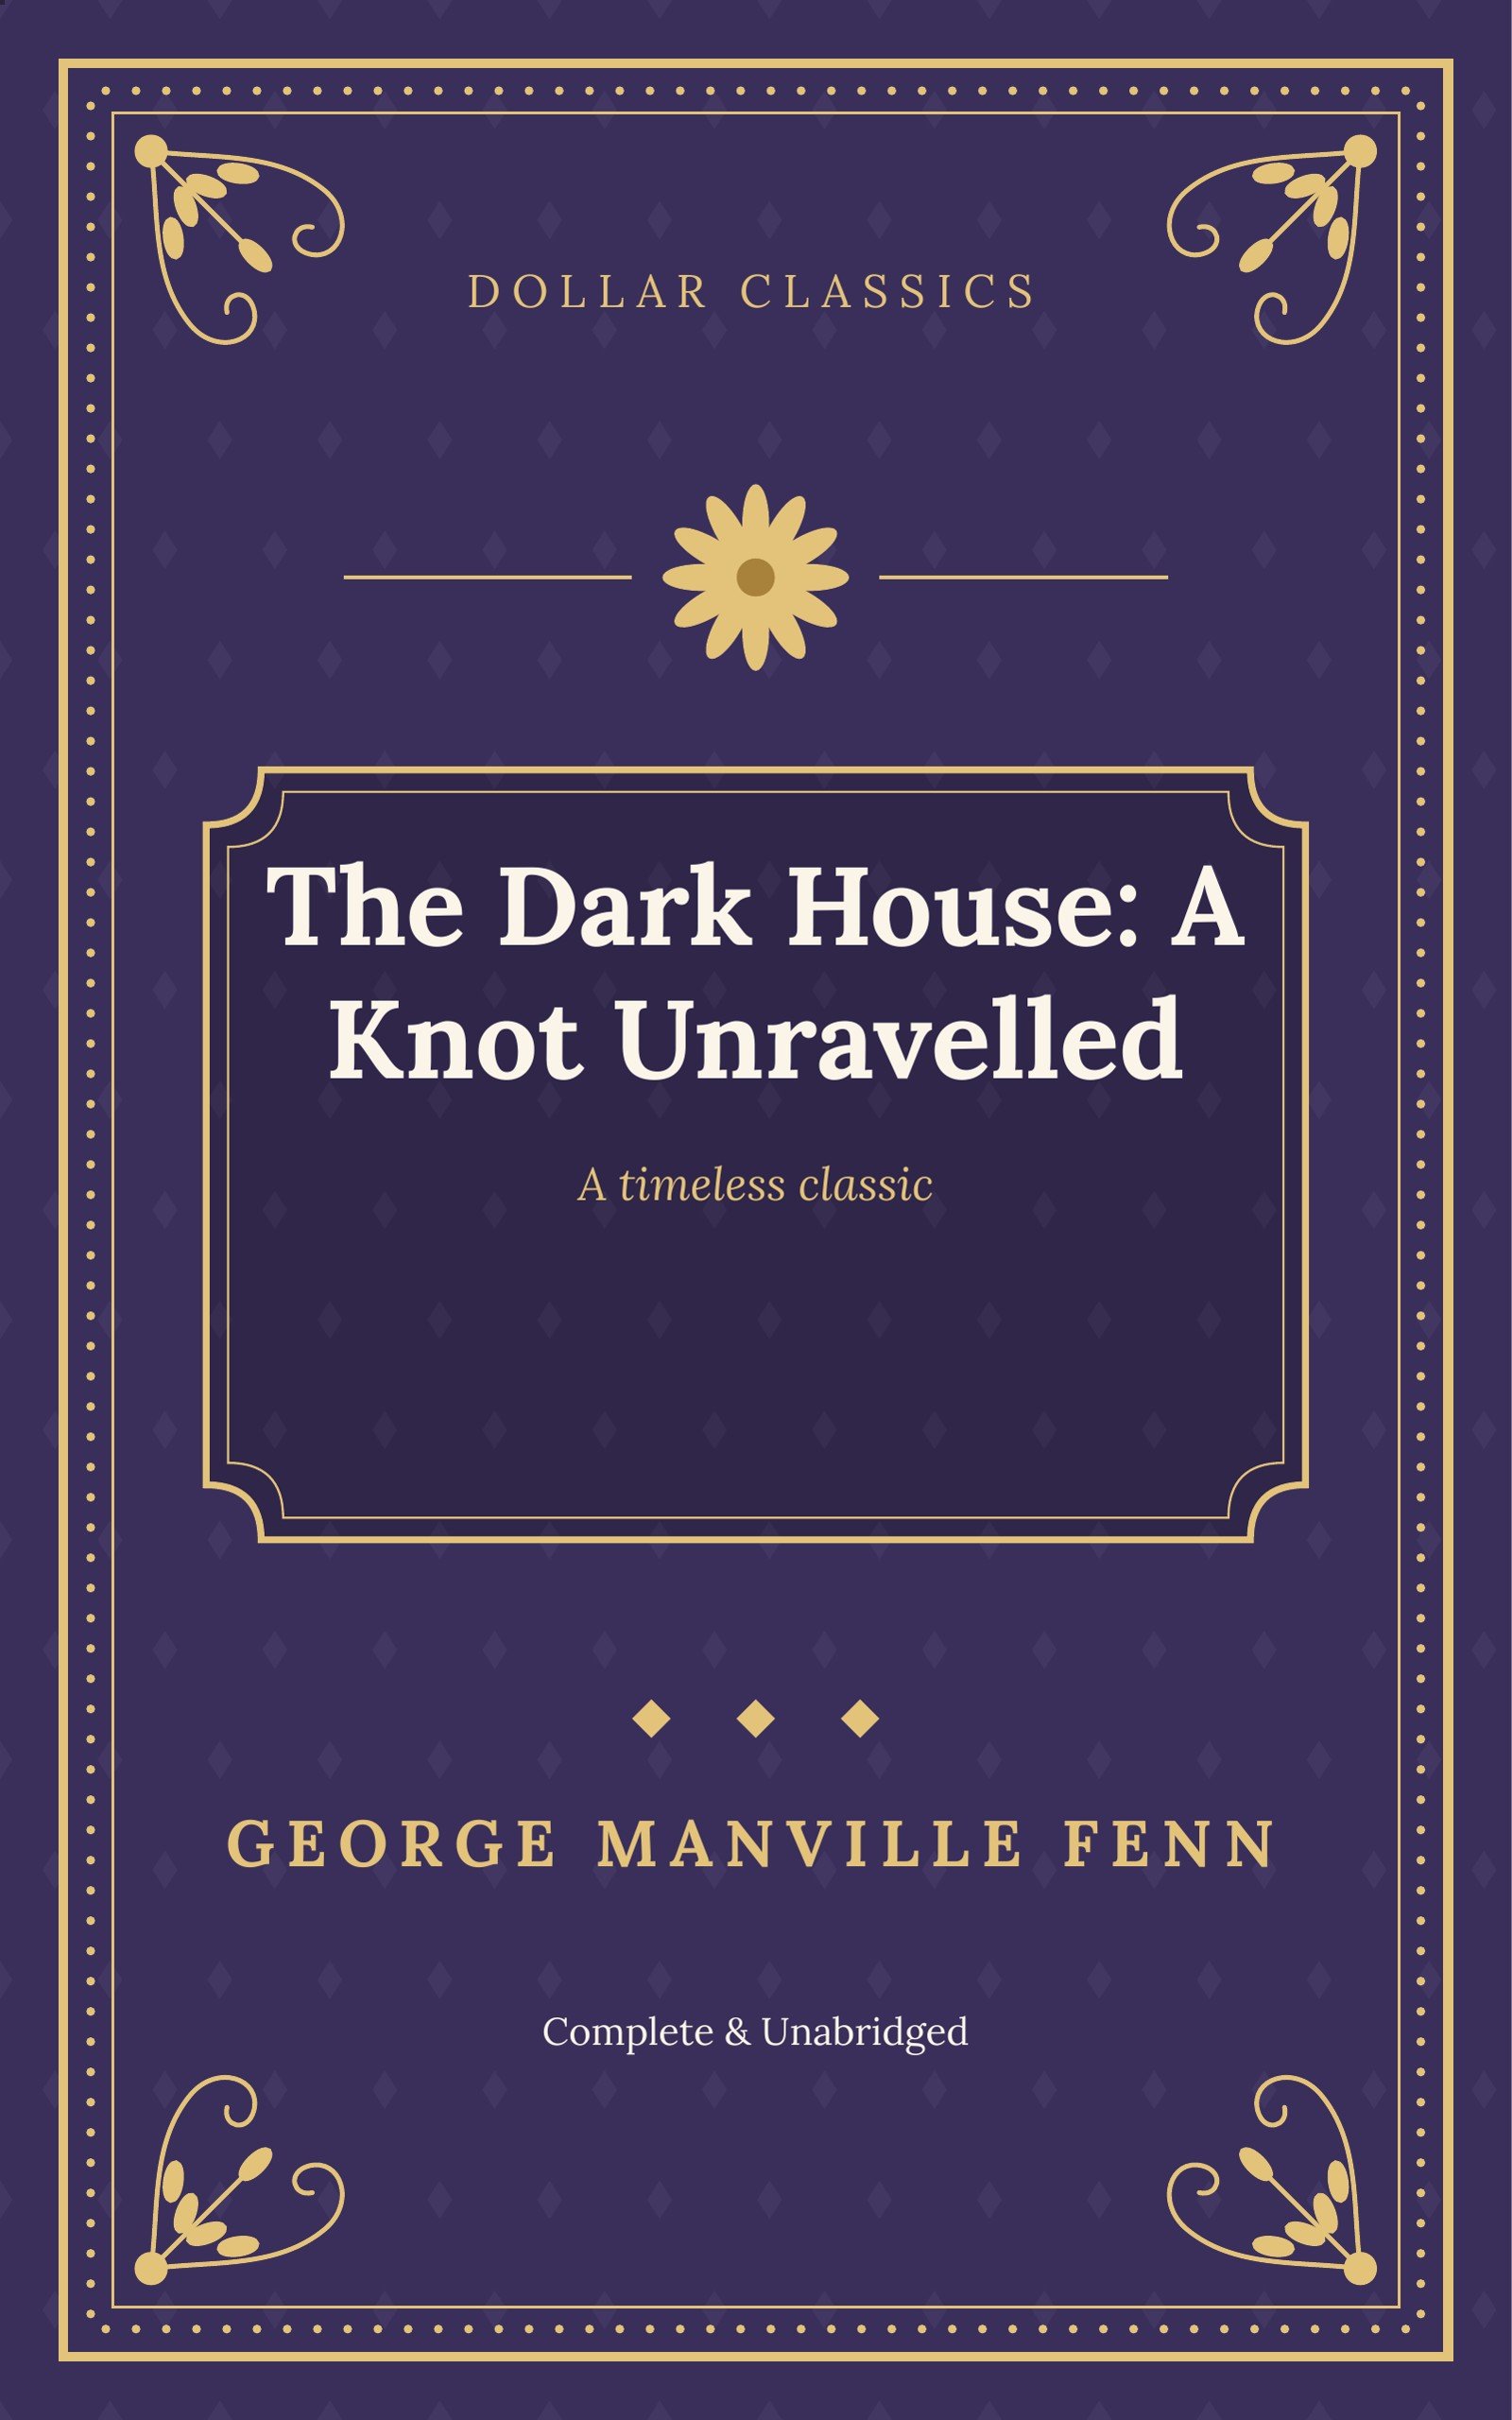 DOLLAR CLASSICS
The Dark House: A
Knot Unravelled
A timeless classic
GEORGE MANVILLE FENN
Complete & Unabridged